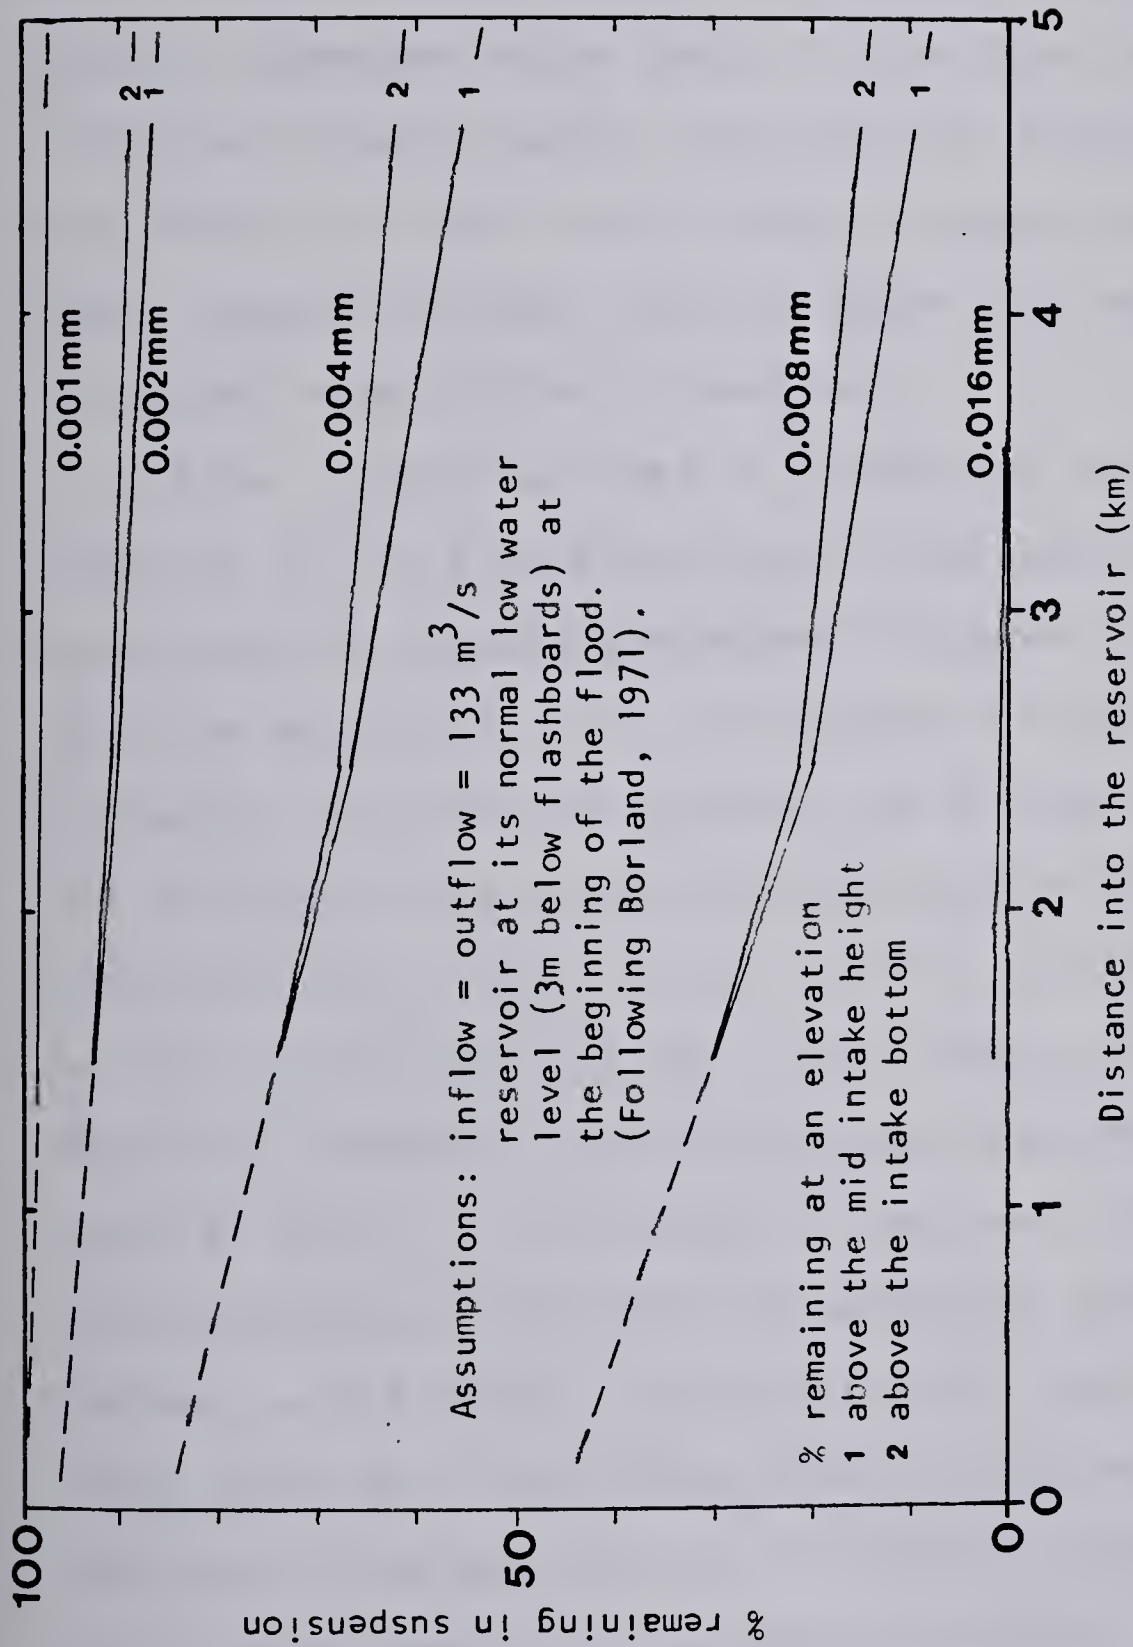 100
50
0
% remaining in suspension
0
1
2
3
4
5
Distance into the reservoir (km)
0.001mm
0.002mm
0.004mm
0.008mm
0.016mm
2
1
2
1
2
1
Assumptions: inflow = outflow = 133 m³/s
reservoir at its normal low water
level (3m below flashboards) at
the beginning of the flood.
(Following Borland, 1971).
% remaining at an elevation
1 above the mid intake height
2 above the intake bottom